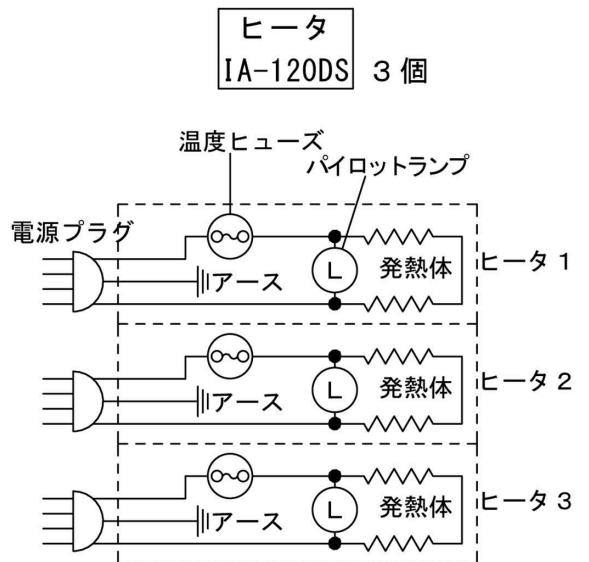 ヒータ
IA-120DS 3個
温度ヒューズ
パイロットランプ
電源プラグ
アース
L
発熱体
ヒータ1
アース
L
発熱体
ヒータ2
アース
L
発熱体
ヒータ3